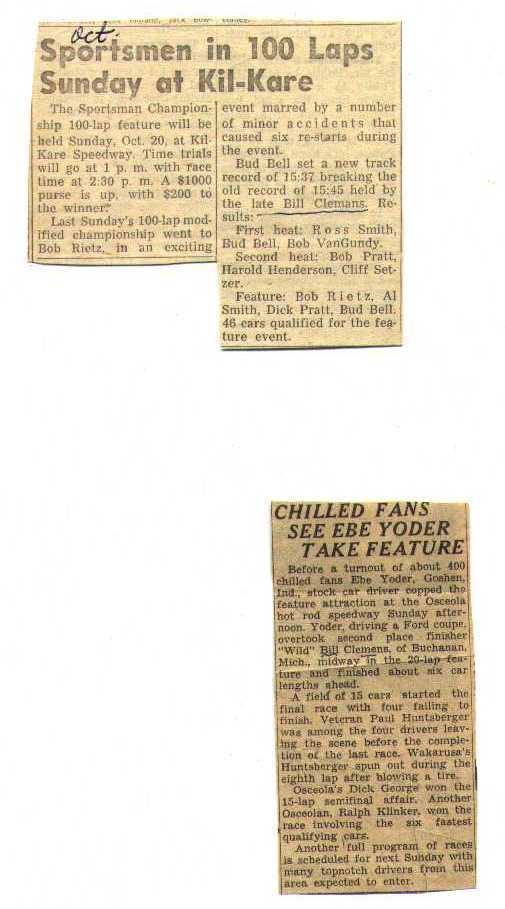 Oct.
Sportsmen in 100 Laps
Sunday at Kil-Kare
The Sportsman Champion-
ship 100-lap feature will be
held Sunday, Oct. 20, at Kil-
Kare Speedway. Time trials
will go at 1 p. m. with race
time at 2:30 p. m. A $1000
purse is up, with $200 to
the winner.
Last Sunday's 100-lap mod-
ified championship went to
Bob Rietz, in an exciting
event marred by a number
of minor accidents that
caused six re-starts during
the event.
Bud Bell set a new track
record of 15:37 breaking the
old record of 15:45 held by
the late Bill Clemans. Re-
sults:
First heat: Ross Smith,
Bud Bell, Bob VanGundy.
Second heat: Bob Pratt,
Harold Henderson, Cliff Set-
zer.
Feature: Bob Rietz, Al
Smith, Dick Pratt, Bud Bell.
46 cars qualified for the fea-
ture event.
CHILLED FANS
SEE EBE YODER
TAKE FEATURE
Before a turnout of about 400
chilled fans Ebe Yoder, Goshen,
Ind., stock car driver copped the
feature attraction at the Osceola
hot rod speedway Sunday after-
noon. Yoder, driving a Ford coupe,
overtook second place finisher
"Wild" Bill Clemens, of Buchanan,
Mich., midway in the 20-lap fea-
ture and finished about six car
lengths ahead.
A field of 15 cars started the
final race with four failing to
finish. Veteran Paul Huntsberger
was among the four drivers leav-
ing the scene before the comple-
tion of the last race. Wakarusa's
Huntsberger spun out during the
eighth lap after blowing a tire.
Osceola's Dick George won the
15-lap semifinal affair. Another
Osceolan, Ralph Klinker, won the
race involving the six fastest
qualifying cars.
Another full program of races
is scheduled for next Sunday with
many topnotch drivers from this
area expected to enter.